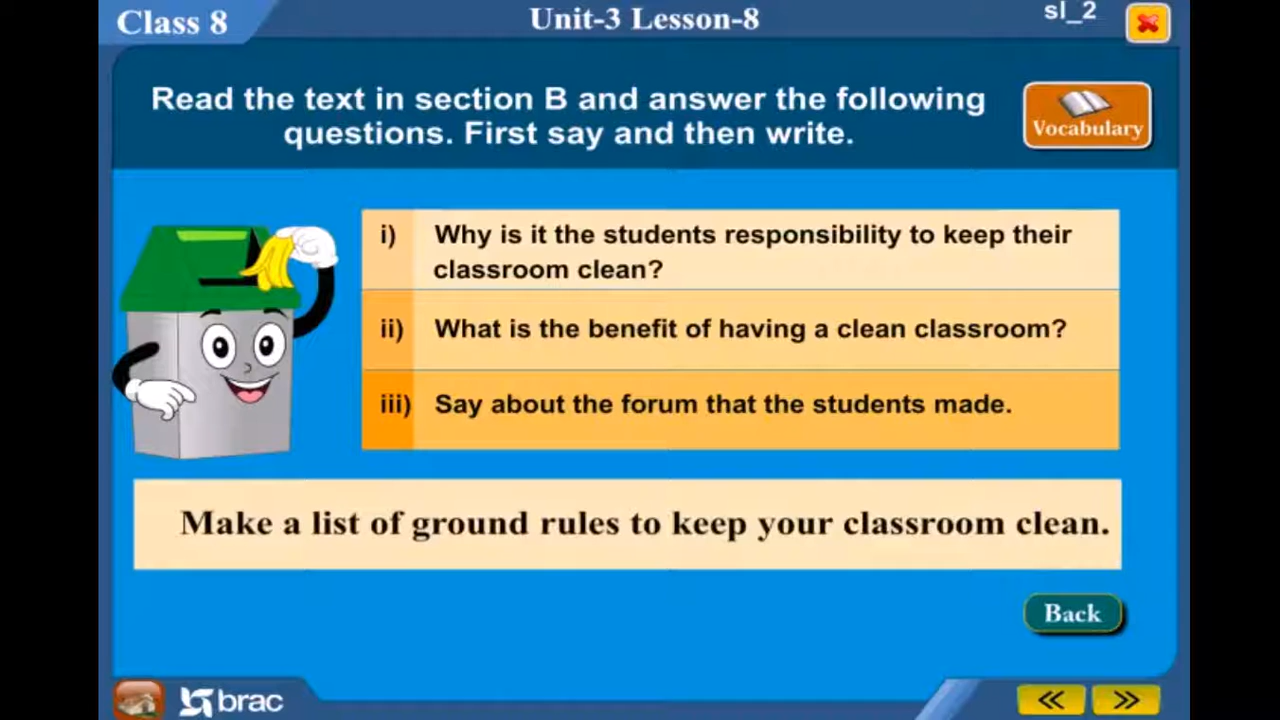 Class 8
Unit-3 Lesson-8
sl_2
Read the text in section B and answer the following
questions. First say and then write.
Vocabulary
i) Why is it the students responsibility to keep their
classroom clean?
ii) What is the benefit of having a clean classroom?
iii) Say about the forum that the students made.
Make a list of ground rules to keep your classroom clean.
Back
brac